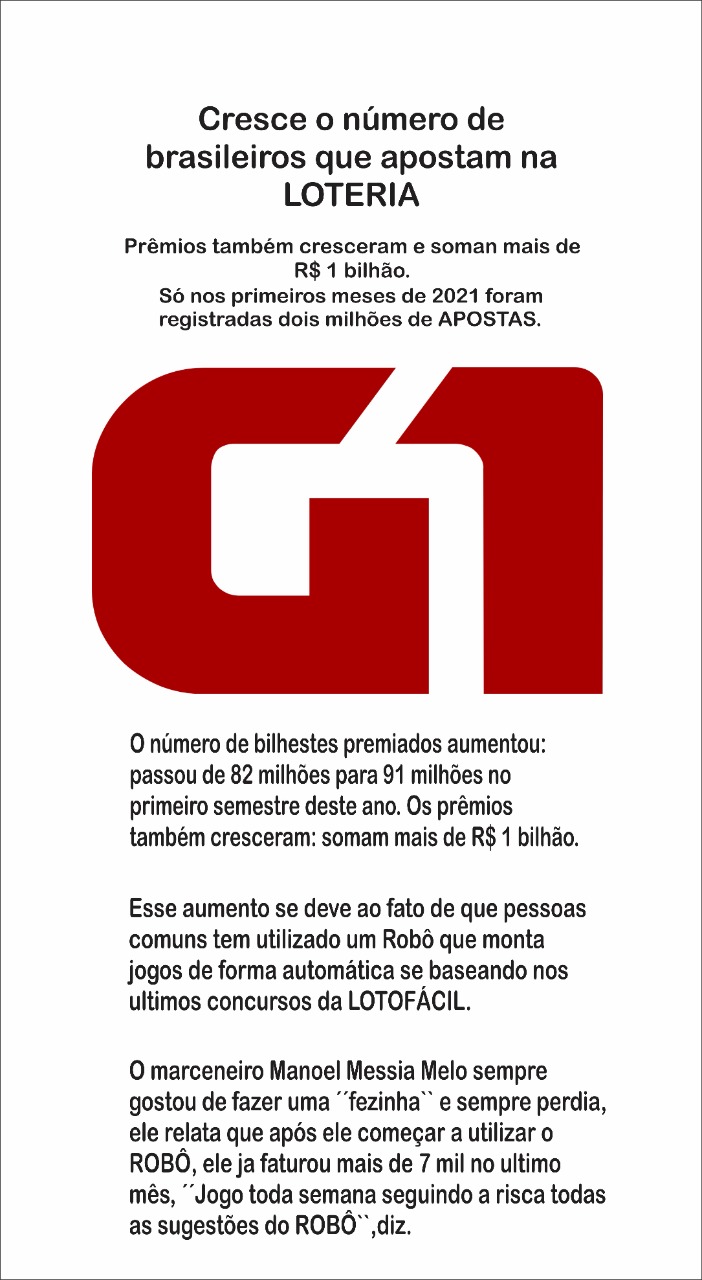 Cresce o número de
brasileiros que apostam na
LOTERIA
Prêmios também cresceram e soman mais de
R$ 1 bilhão.
Só nos primeiros meses de 2021 foram
registradas dois milhões de APOSTAS.
G1
O número de bilhestes premiados aumentou:
passou de 82 milhões para 91 milhões no
primeiro semestre deste ano. Os prêmios
também cresceram: somam mais de R$ 1 bilhão.
Esse aumento se deve ao fato de que pessoas
comuns tem utilizado um Robô que monta
jogos de forma automática se baseando nos
ultimos concursos da LOTOFÁCIL.
O marceneiro Manoel Messia Melo sempre
gostou de fazer uma ´´fezinha`` e sempre perdia,
ele relata que após ele começar a utilizar o
ROBÔ, ele ja faturou mais de 7 mil no ultimo
mês, ´´Jogo toda semana seguindo a risca todas
as sugestões do ROBÔ``,diz.